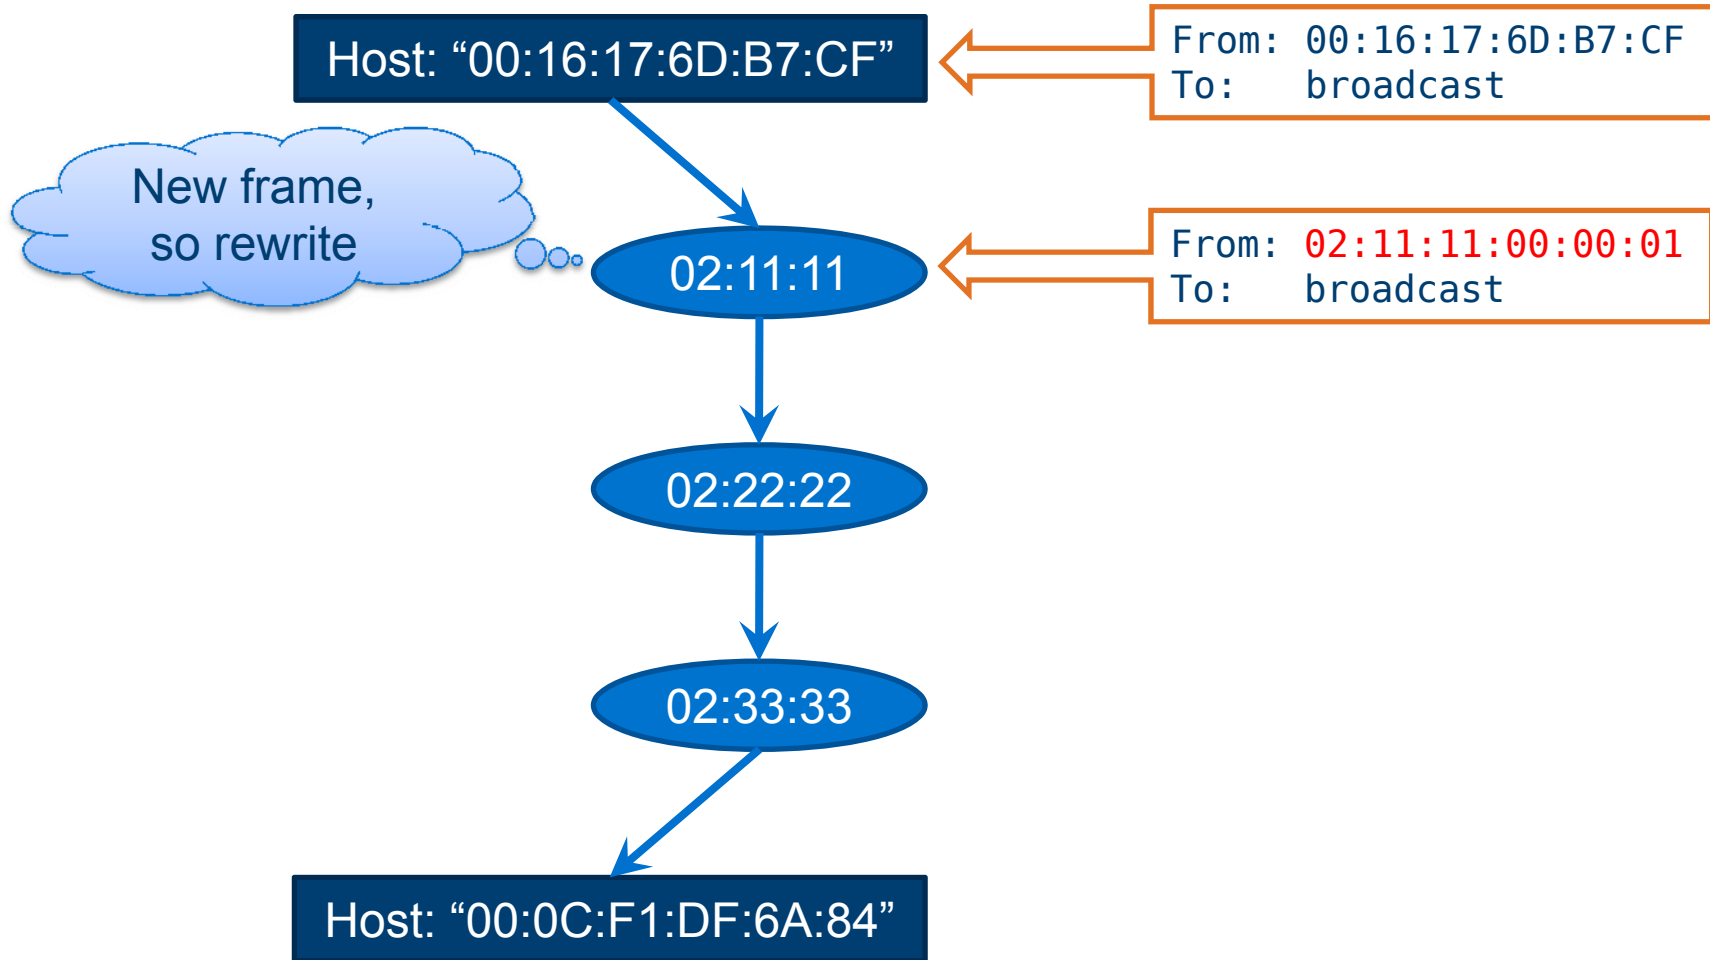 Host: “00:16:17:6D:B7:CF”
From: 00:16:17:6D:B7:CF
To: broadcast
New frame,
so rewrite
02:11:11
From: 02:11:11:00:00:01
To: broadcast
02:22:22
02:33:33
Host: “00:0C:F1:DF:6A:84”